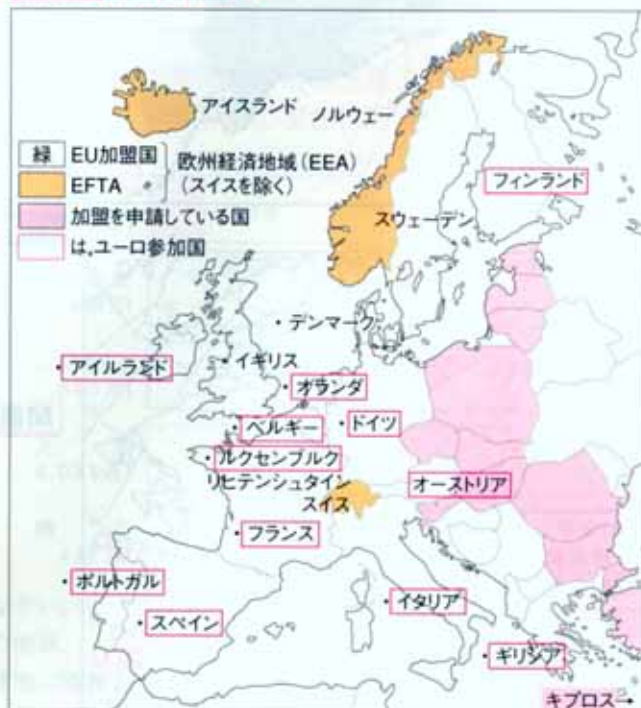 アイスランド
ノルウェー
緑 EU加盟国
EFTA
欧州経済地域(EEA)
(スイスを除く)
加盟を申請している国
は,ユーロ参加国
フィンランド
スウェーデン
・デンマーク
・アイルランド
・イギリス
・オランダ
・ベルギー
・ドイツ
・ルクセンブルク
リヒテンシュタイン
スイス
オーストリア
・フランス
・ポルトガル
・スペイン
・イタリア
・ギリシア
キプロス→